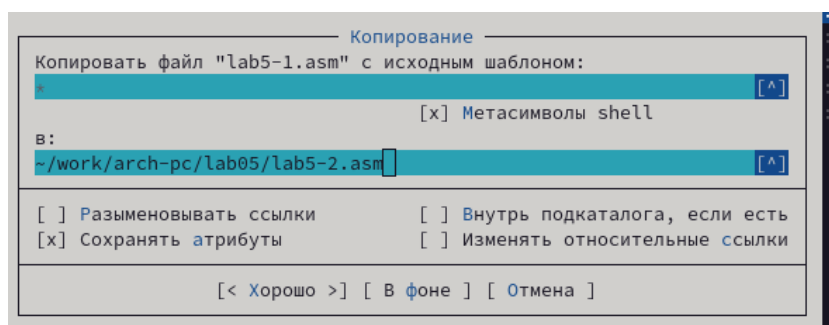 Копирование
Копировать файл "lab5-1.asm" с исходным шаблоном:
* [^]
[x] Метасимволы shell
в:
~/work/arch-pc/lab05/lab5-2.asm [^]
[ ] Разыменовывать ссылки [ ] Внутрь подкаталога, если есть
[x] Сохранять атрибуты [ ] Изменять относительные ссылки
[< Хорошо >] [ В фоне ] [ Отмена ]